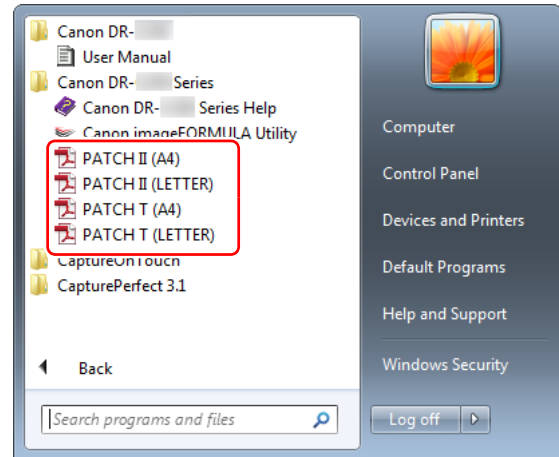 Canon DR-
User Manual
Canon DR- Series
Canon DR- Series Help
Canon imageFORMULA Utility
PATCH II (A4)
PATCH II (LETTER)
PATCH T (A4)
PATCH T (LETTER)
CaptureOnTouch
CapturePerfect 3.1
Back
Search programs and files
Computer
Control Panel
Devices and Printers
Default Programs
Help and Support
Windows Security
Log off